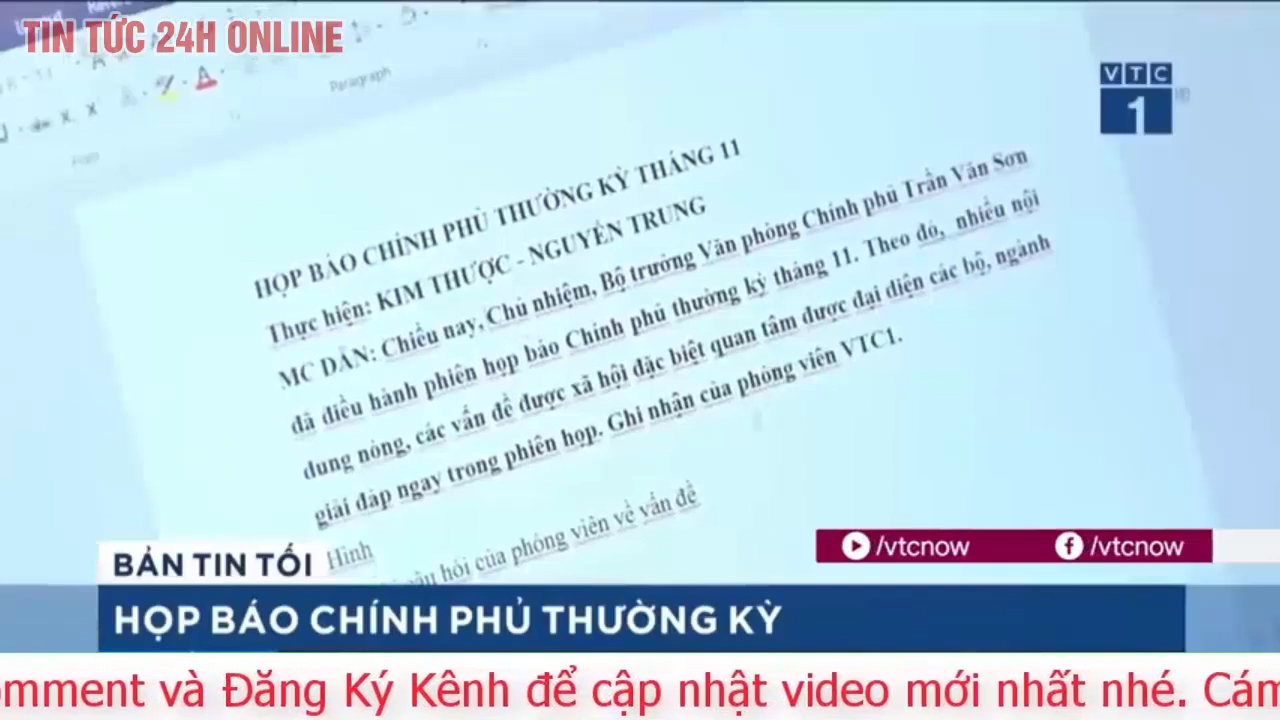 TIN TỨC 24H ONLINE
Paragraph
VTC
1
HỌP BÁO CHÍNH PHỦ THƯỜNG KỲ THÁNG 11
Thực hiện: KIM THƯỢC - NGUYÊN TRUNG
MC DẪN: Chiều nay, Chủ nhiệm, Bộ trưởng Văn phòng Chính phủ Trần Văn Sơn
đã điều hành phiên họp báo Chính phủ thường kỳ tháng 11. Theo đó, nhiều nội
dung nóng, các vấn đề được xã hội đặc biệt quan tâm được đại diện các bộ, ngành
giải đáp ngay trong phiên họp. Ghi nhận của phóng viên VTC1.
Hình
hỏi của phóng viên về vấn đề
/vtcnow
/vtcnow
BẢN TIN TỐI
HỌP BÁO CHÍNH PHỦ THƯỜNG KỲ
omment và Đăng Ký Kênh để cập nhật video mới nhất nhé. Cám